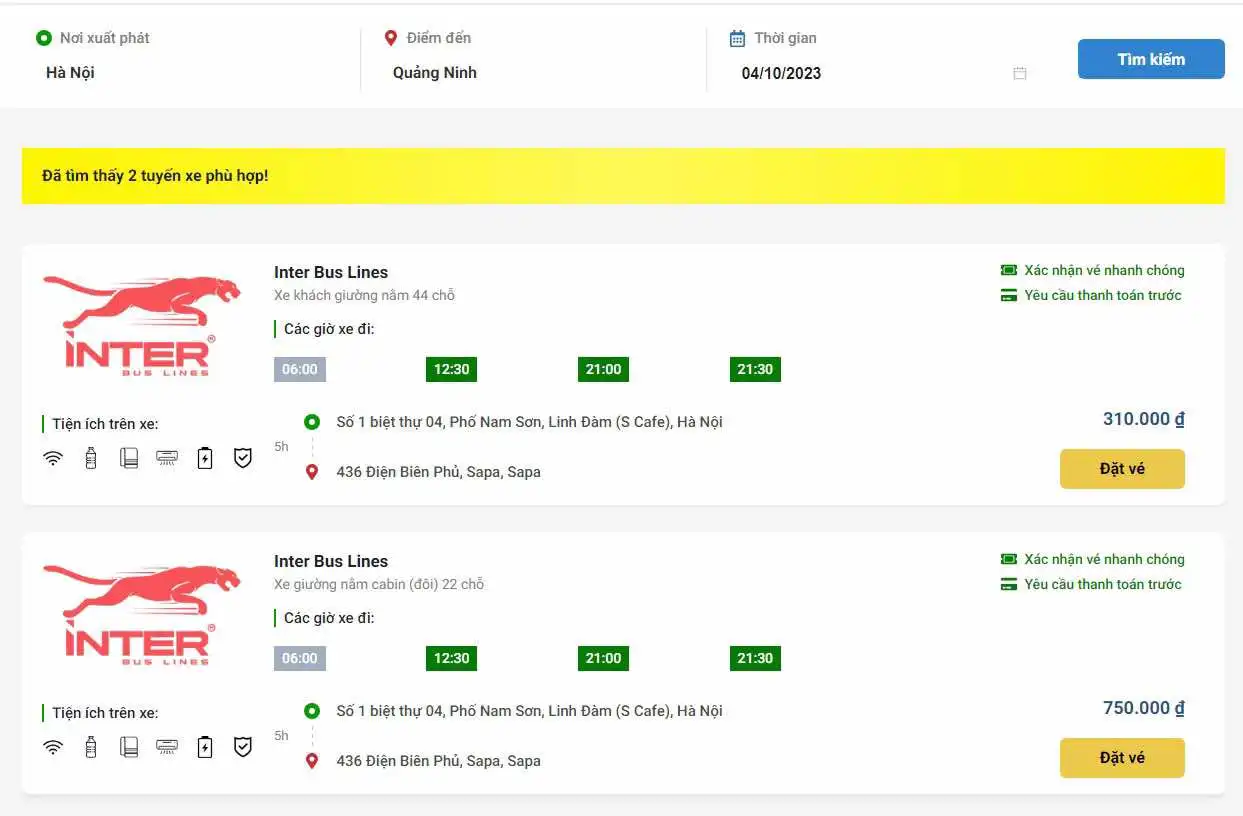 Nơi xuất phát
Điểm đến
Thời gian
Hà Nội
Quảng Ninh
04/10/2023
Tìm kiếm
Đã tìm thấy 2 tuyến xe phù hợp!
INTER®
BUS LINES
Inter Bus Lines
Xe khách giường nằm 44 chỗ
Các giờ xe đi:
06:00 12:30 21:00 21:30
Xác nhận vé nhanh chóng
Yêu cầu thanh toán trước
Tiện ích trên xe:
5h
Số 1 biệt thự 04, Phố Nam Sơn, Linh Đàm (S Cafe), Hà Nội
436 Điện Biên Phủ, Sapa, Sapa
310.000 ₫
Đặt vé
INTER®
BUS LINES
Inter Bus Lines
Xe giường nằm cabin (đôi) 22 chỗ
Các giờ xe đi:
06:00 12:30 21:00 21:30
Xác nhận vé nhanh chóng
Yêu cầu thanh toán trước
Tiện ích trên xe:
5h
Số 1 biệt thự 04, Phố Nam Sơn, Linh Đàm (S Cafe), Hà Nội
436 Điện Biên Phủ, Sapa, Sapa
750.000 ₫
Đặt vé